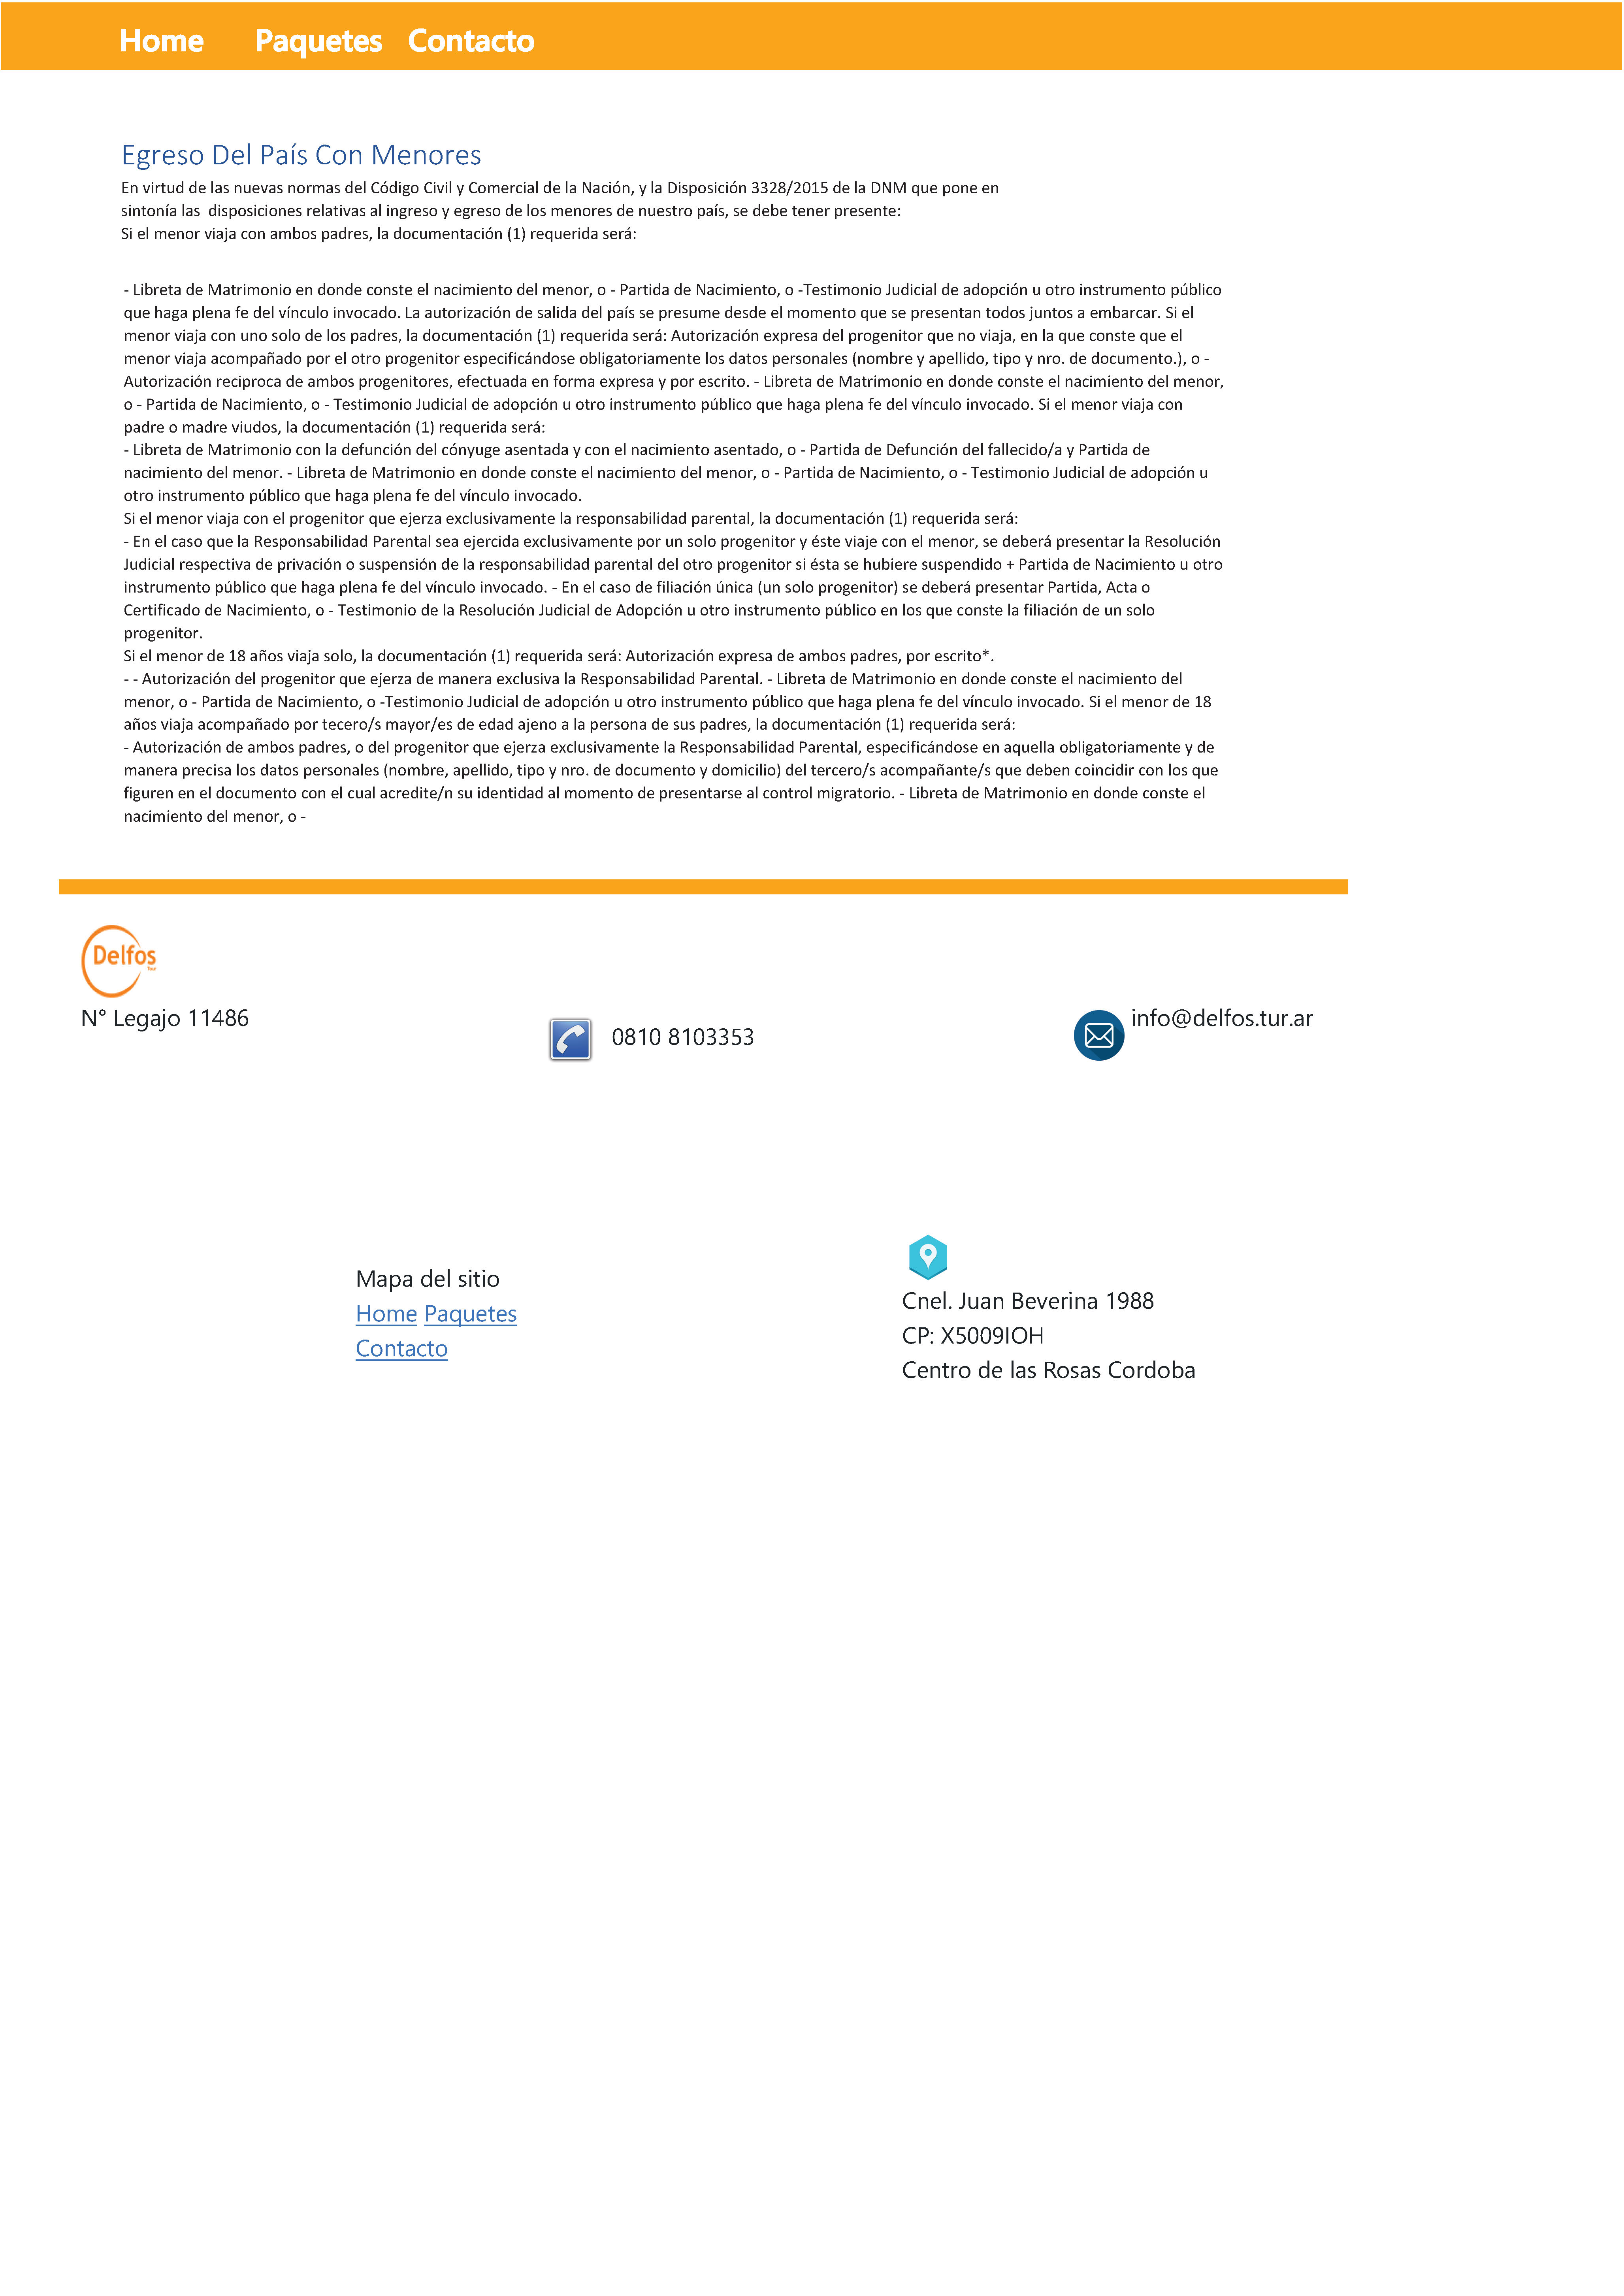 Home Paquetes Contacto
Egreso Del País Con Menores
En virtud de las nuevas normas del Código Civil y Comercial de la Nación, y la Disposición 3328/2015 de la DNM que pone en
sintonía las disposiciones relativas al ingreso y egreso de los menores de nuestro país, se debe tener presente:
Si el menor viaja con ambos padres, la documentación (1) requerida será:
- Libreta de Matrimonio en donde conste el nacimiento del menor, o - Partida de Nacimiento, o -Testimonio Judicial de adopción u otro instrumento público
que haga plena fe del vínculo invocado. La autorización de salida del país se presume desde el momento que se presentan todos juntos a embarcar. Si el
menor viaja con uno solo de los padres, la documentación (1) requerida será: Autorización expresa del progenitor que no viaja, en la que conste que el
menor viaja acompañado por el otro progenitor especificándose obligatoriamente los datos personales (nombre y apellido, tipo y nro. de documento.), o -
Autorización reciproca de ambos progenitores, efectuada en forma expresa y por escrito. - Libreta de Matrimonio en donde conste el nacimiento del menor,
o - Partida de Nacimiento, o - Testimonio Judicial de adopción u otro instrumento público que haga plena fe del vínculo invocado. Si el menor viaja con
padre o madre viudos, la documentación (1) requerida será:
- Libreta de Matrimonio con la defunción del cónyuge asentada y con el nacimiento asentado, o - Partida de Defunción del fallecido/a y Partida de
nacimiento del menor. - Libreta de Matrimonio en donde conste el nacimiento del menor, o - Partida de Nacimiento, o - Testimonio Judicial de adopción u
otro instrumento público que haga plena fe del vínculo invocado.
Si el menor viaja con el progenitor que ejerza exclusivamente la responsabilidad parental, la documentación (1) requerida será:
- En el caso que la Responsabilidad Parental sea ejercida exclusivamente por un solo progenitor y éste viaje con el menor, se deberá presentar la Resolución
Judicial respectiva de privación o suspensión de la responsabilidad parental del otro progenitor si ésta se hubiere suspendido + Partida de Nacimiento u otro
instrumento público que haga plena fe del vínculo invocado. - En el caso de filiación única (un solo progenitor) se deberá presentar Partida, Acta o
Certificado de Nacimiento, o - Testimonio de la Resolución Judicial de Adopción u otro instrumento público en los que conste la filiación de un solo
progenitor.
Si el menor de 18 años viaja solo, la documentación (1) requerida será: Autorización expresa de ambos padres, por escrito*.
- - Autorización del progenitor que ejerza de manera exclusiva la Responsabilidad Parental. - Libreta de Matrimonio en donde conste el nacimiento del
menor, o - Partida de Nacimiento, o -Testimonio Judicial de adopción u otro instrumento público que haga plena fe del vínculo invocado. Si el menor de 18
años viaja acompañado por tecero/s mayor/es de edad ajeno a la persona de sus padres, la documentación (1) requerida será:
- Autorización de ambos padres, o del progenitor que ejerza exclusivamente la Responsabilidad Parental, especificándose en aquella obligatoriamente y de
manera precisa los datos personales (nombre, apellido, tipo y nro. de documento y domicilio) del tercero/s acompañante/s que deben coincidir con los que
figuren en el documento con el cual acredite/n su identidad al momento de presentarse al control migratorio. - Libreta de Matrimonio en donde conste el
nacimiento del menor, o -
Delfos
Tur
N° Legajo 11486
0810 8103353
info@delfos.tur.ar
Mapa del sitio
Home Paquetes
Contacto
Cnel. Juan Beverina 1988
CP: X5009IOH
Centro de las Rosas Cordoba